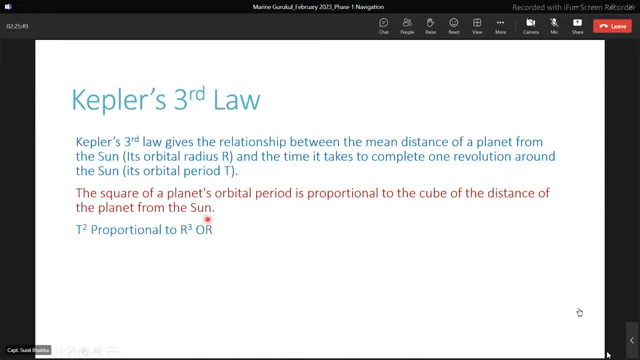 Marine Gurukul_February 2023_Phase 1 Navigation
Recorded with iFun Screen Recorder
02:25:49
Chat
People
Raise
React
View
More
Camera
Mic
Share
Leave
Kepler's 3rd Law
Kepler's 3rd law gives the relationship between the mean distance of a planet from
the Sun (Its orbital radius R) and the time it takes to complete one revolution around
the Sun (its orbital period T).
The square of a planet's orbital period is proportional to the cube of the distance of
the planet from the Sun.
T² Proportional to R³ OR
Capt. Sunil